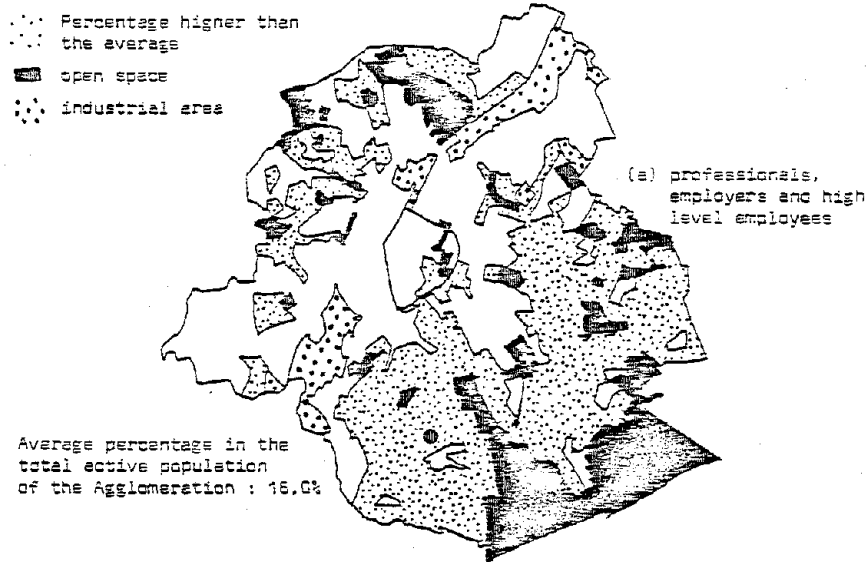 Percentage higher than
the average
open space
industrial area
(a) professionals,
employers and high
level employees
Average percentage in the
total active population
of the Agglomeration : 16.0%